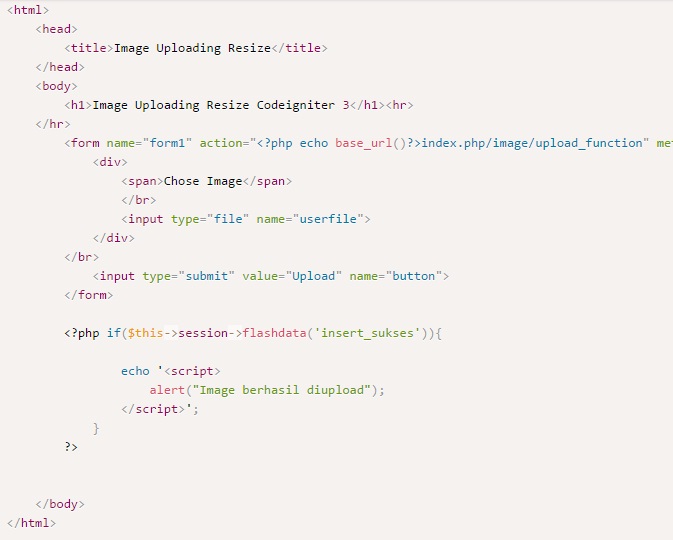 <html>
<head>
<title>Image Uploading Resize</title>
</head>
<body>
<h1>Image Uploading Resize Codeigniter 3</h1><hr>
</hr>
<form name="form1" action="<?php echo base_url()?>index.php/image/upload_function" met
<div>
<span>Chose Image</span>
</br>
<input type="file" name="userfile">
</div>
</br>
<input type="submit" value="Upload" name="button">
</form>
<?php if($this->session->flashdata('insert_sukses')){
echo '<script>
alert("Image berhasil diupload");
</script>';
}
?>
</body>
</html>